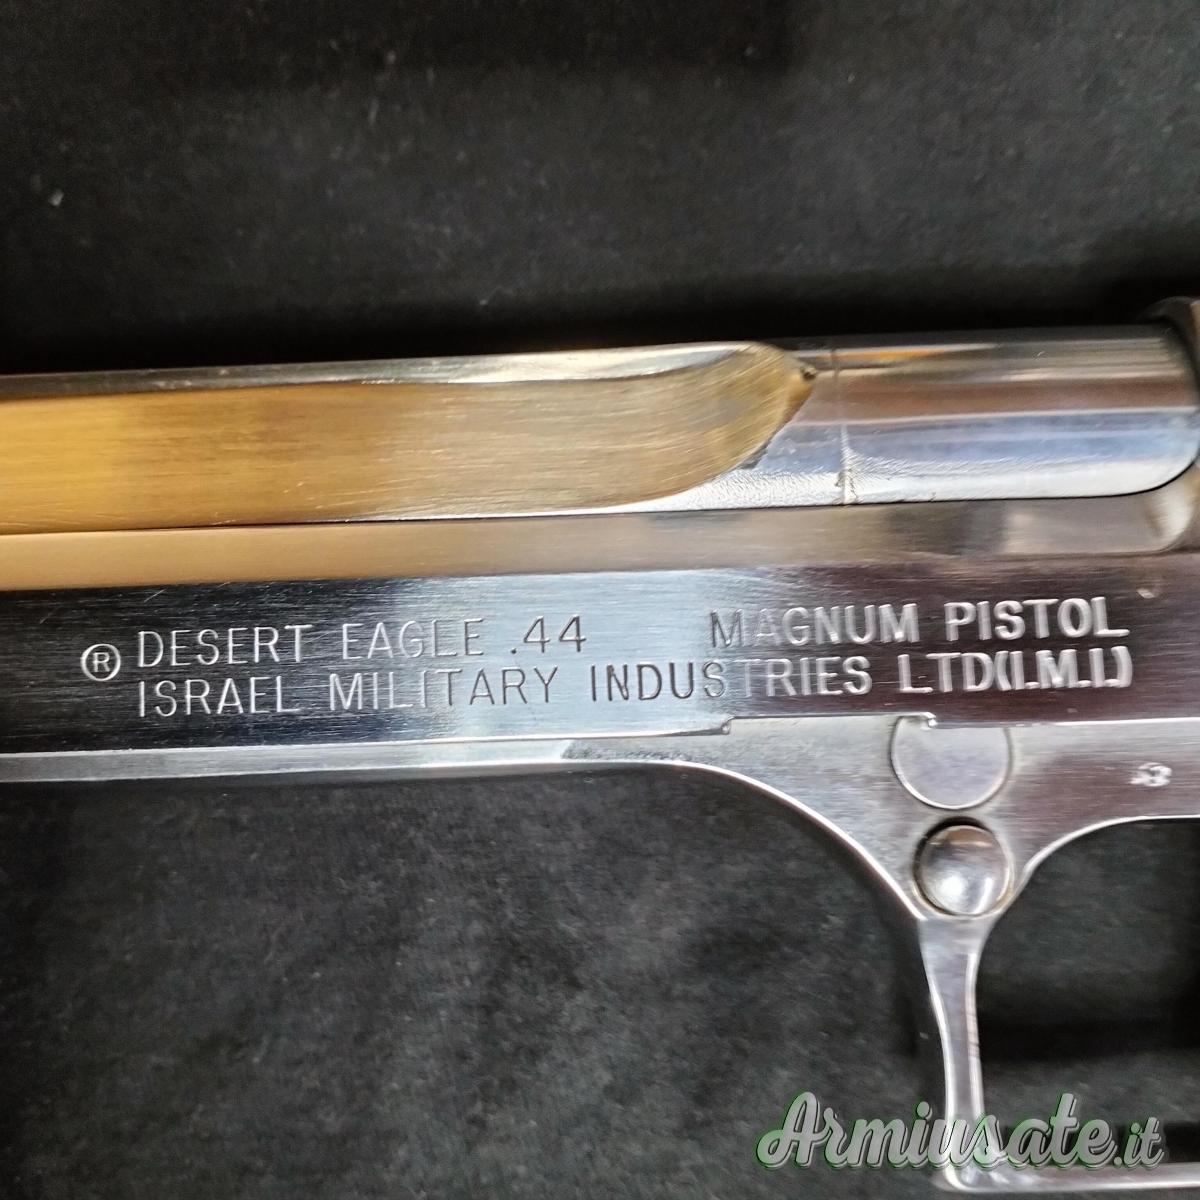 ® DESERT EAGLE .44 MAGNUM PISTOL
ISRAEL MILITARY INDUSTRIES LTD(I.M.I.)
Armiusate.it